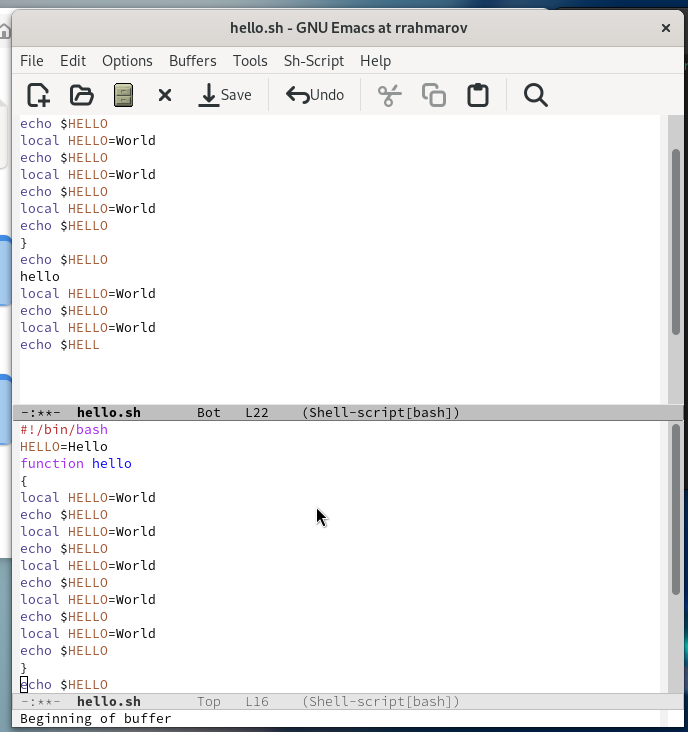 hello.sh - GNU Emacs at rrahmarov
File Edit Options Buffers Tools Sh-Script Help
Save Undo
echo $HELLO
local HELLO=World
echo $HELLO
local HELLO=World
echo $HELLO
local HELLO=World
echo $HELLO
}
echo $HELLO
hello
local HELLO=World
echo $HELLO
local HELLO=World
echo $HELL
-:**- hello.sh Bot L22 (Shell-script[bash])
#!/bin/bash
HELLO=Hello
function hello
{
local HELLO=World
echo $HELLO
local HELLO=World
echo $HELLO
local HELLO=World
echo $HELLO
local HELLO=World
echo $HELLO
local HELLO=World
echo $HELLO
}
echo $HELLO
-:**- hello.sh Top L16 (Shell-script[bash])
Beginning of buffer